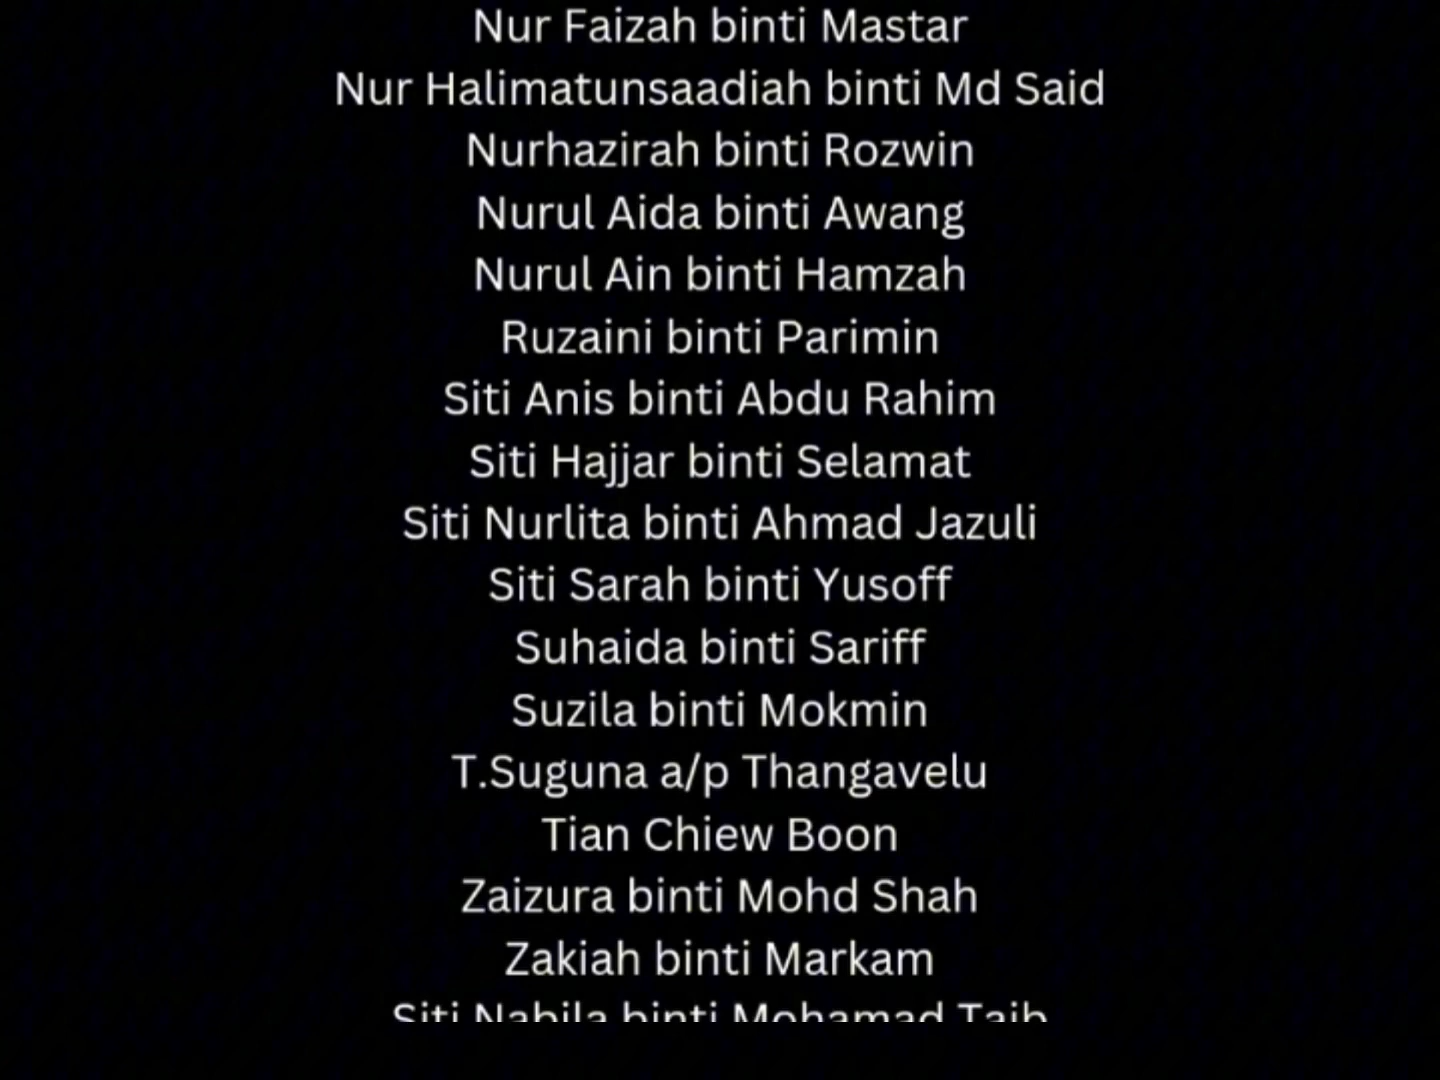 Nur Faizah binti Mastar
Nur Halimatunsaadiah binti Md Said
Nurhazirah binti Rozwin
Nurul Aida binti Awang
Nurul Ain binti Hamzah
Ruzaini binti Parimin
Siti Anis binti Abdu Rahim
Siti Hajjar binti Selamat
Siti Nurlita binti Ahmad Jazuli
Siti Sarah binti Yusoff
Suhaida binti Sariff
Suzila binti Mokmin
T.Suguna a/p Thangavelu
Tian Chiew Boon
Zaizura binti Mohd Shah
Zakiah binti Markam
Siti Nabila binti Mohamad Taib